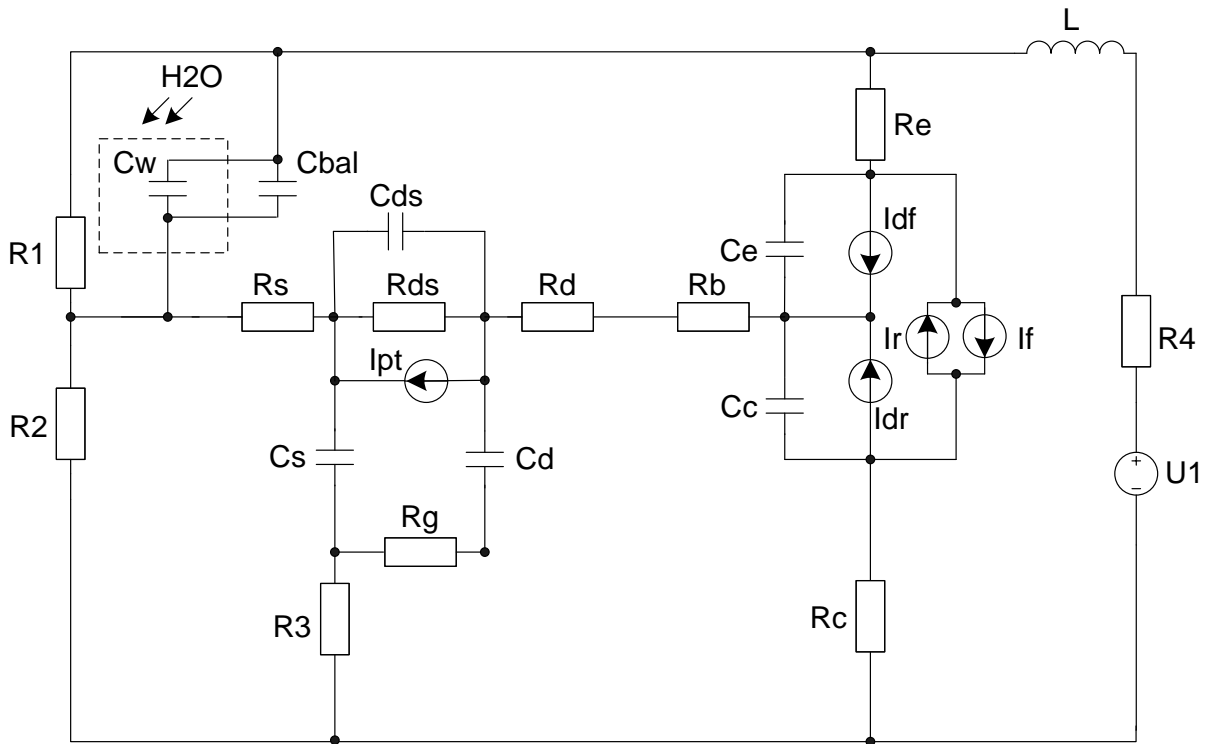 L
H2O
Re
Cw
Cbal
Cds
Idf
R1
Ce
Rs
Rds
Rd
Rb
Ir
If
R4
Ipt
Cc
Idr
R2
Cs
Cd
+
−
U1
Rg
R3
Rc